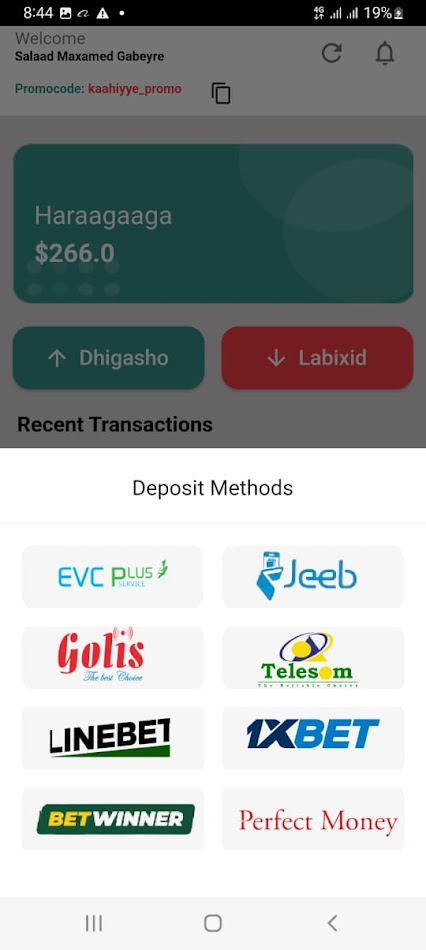 8:44
4G
19%
Welcome
Salaad Maxamed Gabeyre
Promocode: kaahiyye_promo
Haraagaaga
$266.0
Dhigasho
Labixid
Recent Transactions
Deposit Methods
EVC PLUS
SERVICE
Jeeb
Golis
The best Choice
Telesom
The Reliable Choice
LINEBET
1XBET
BETWINNER
Perfect Money